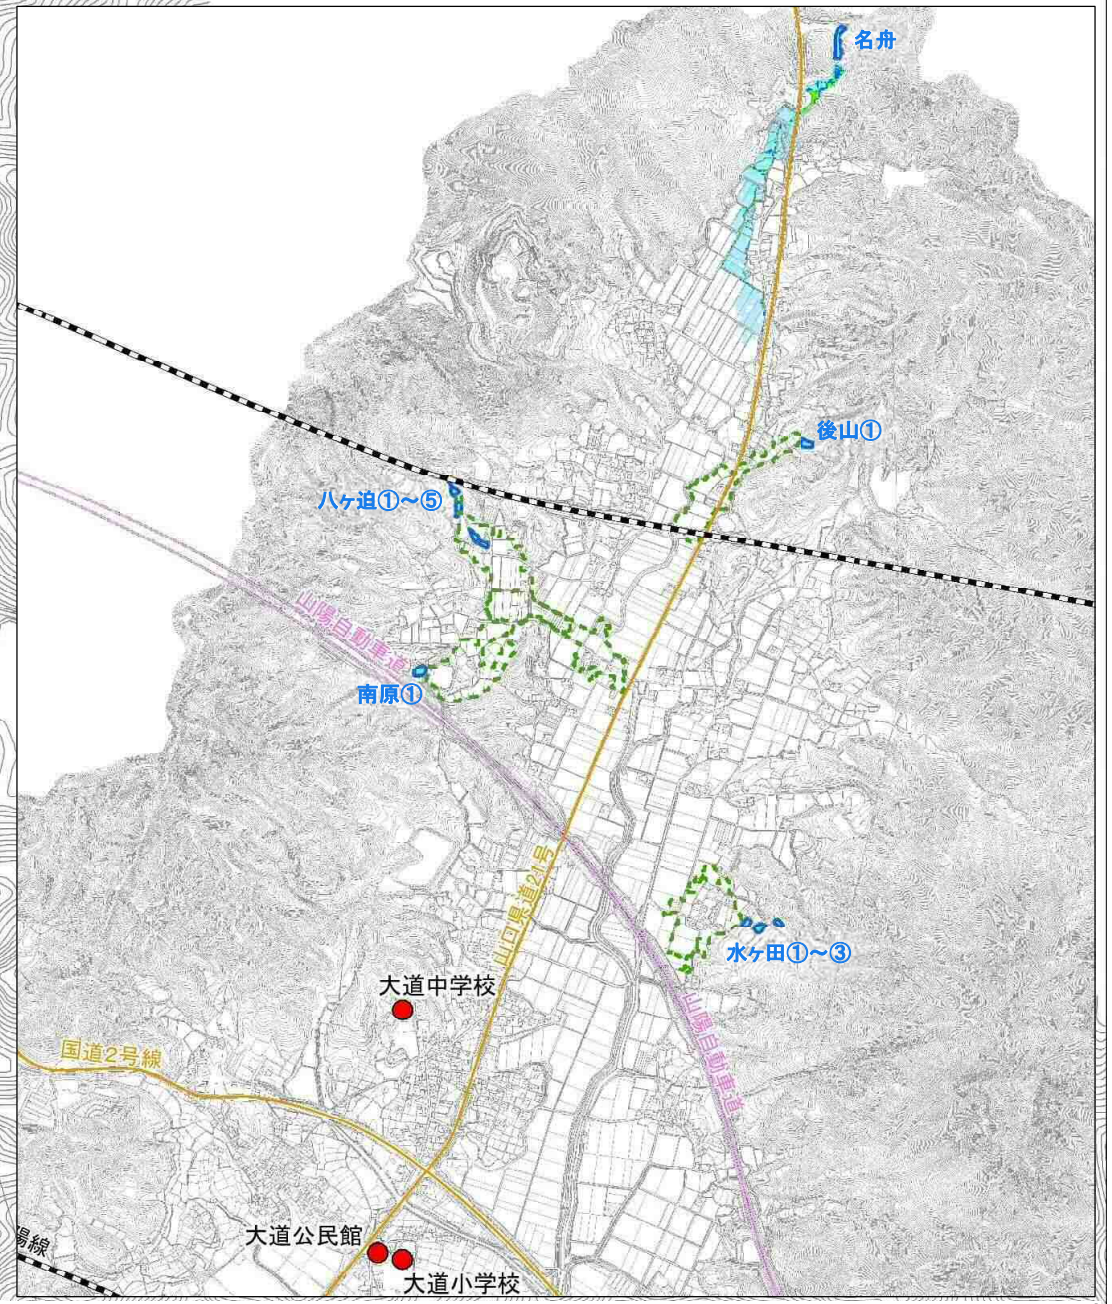 名舟
後山①
八ヶ迫①～⑤
山陽自動車道
南原①
山口県道21号
水ヶ田①～③
大道中学校
山陽自動車道
国道2号線
大道公民館
陽線
大道小学校